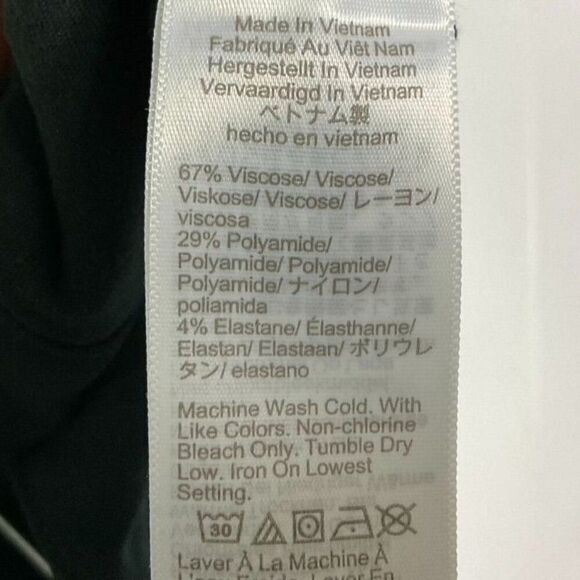 Made In Vietnam
Fabriqué Au Viêt Nam
Hergestellt In Vietnam
Vervaardigd In Vietnam
ベトナム製
hecho en vietnam
67% Viscose/ Viscose/
Viskose/ Viscose/ レーヨン/
viscosa
29% Polyamide/
Polyamide/ Polyamide/
Polyamide/ ナイロン/
poliamida
4% Elastane/ Élasthanne/
Elastan/ Elastaan/ ポリウレ
タン/ elastano
Machine Wash Cold. With
Like Colors. Non-chlorine
Bleach Only. Tumble Dry
Low. Iron On Lowest
Setting.
30
Laver À La Machine À